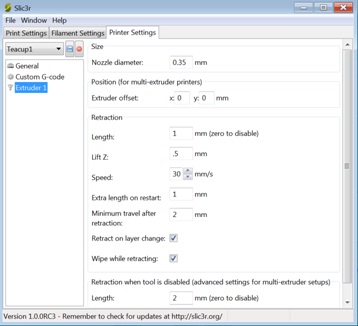 Slic3r
File Window Help
Print Settings Filament Settings Printer Settings
Teacup1
General
Custom G-code
Extruder 1
Size
Nozzle diameter: 0.35 mm
Position (for multi-extruder printers)
Extruder offset: x: 0 y: 0 mm
Retraction
Length: 1 mm (zero to disable)
Lift Z: .5 mm
Speed: 30 mm/s
Extra length on restart: 1 mm
Minimum travel after
retraction: 2 mm
Retract on layer change:
Wipe while retracting:
Retraction when tool is disabled (advanced settings for multi-extruder setups)
Length: 2 mm (zero to disable)
Version 1.0.0RC3 - Remember to check for updates at http://slic3r.org/